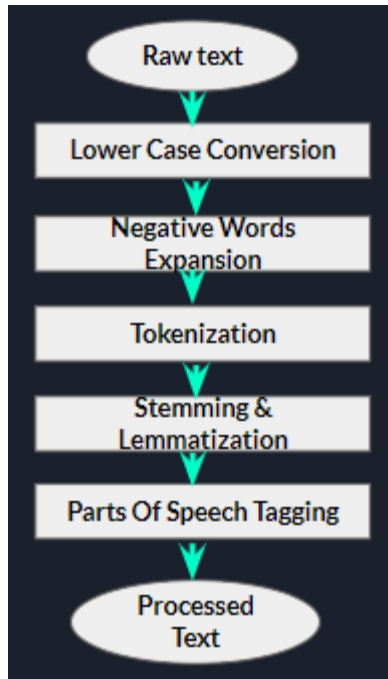 Raw text
Lower Case Conversion
Negative Words
Expansion
Tokenization
Stemming &
Lemmatization
Parts Of Speech Tagging
Processed
Text